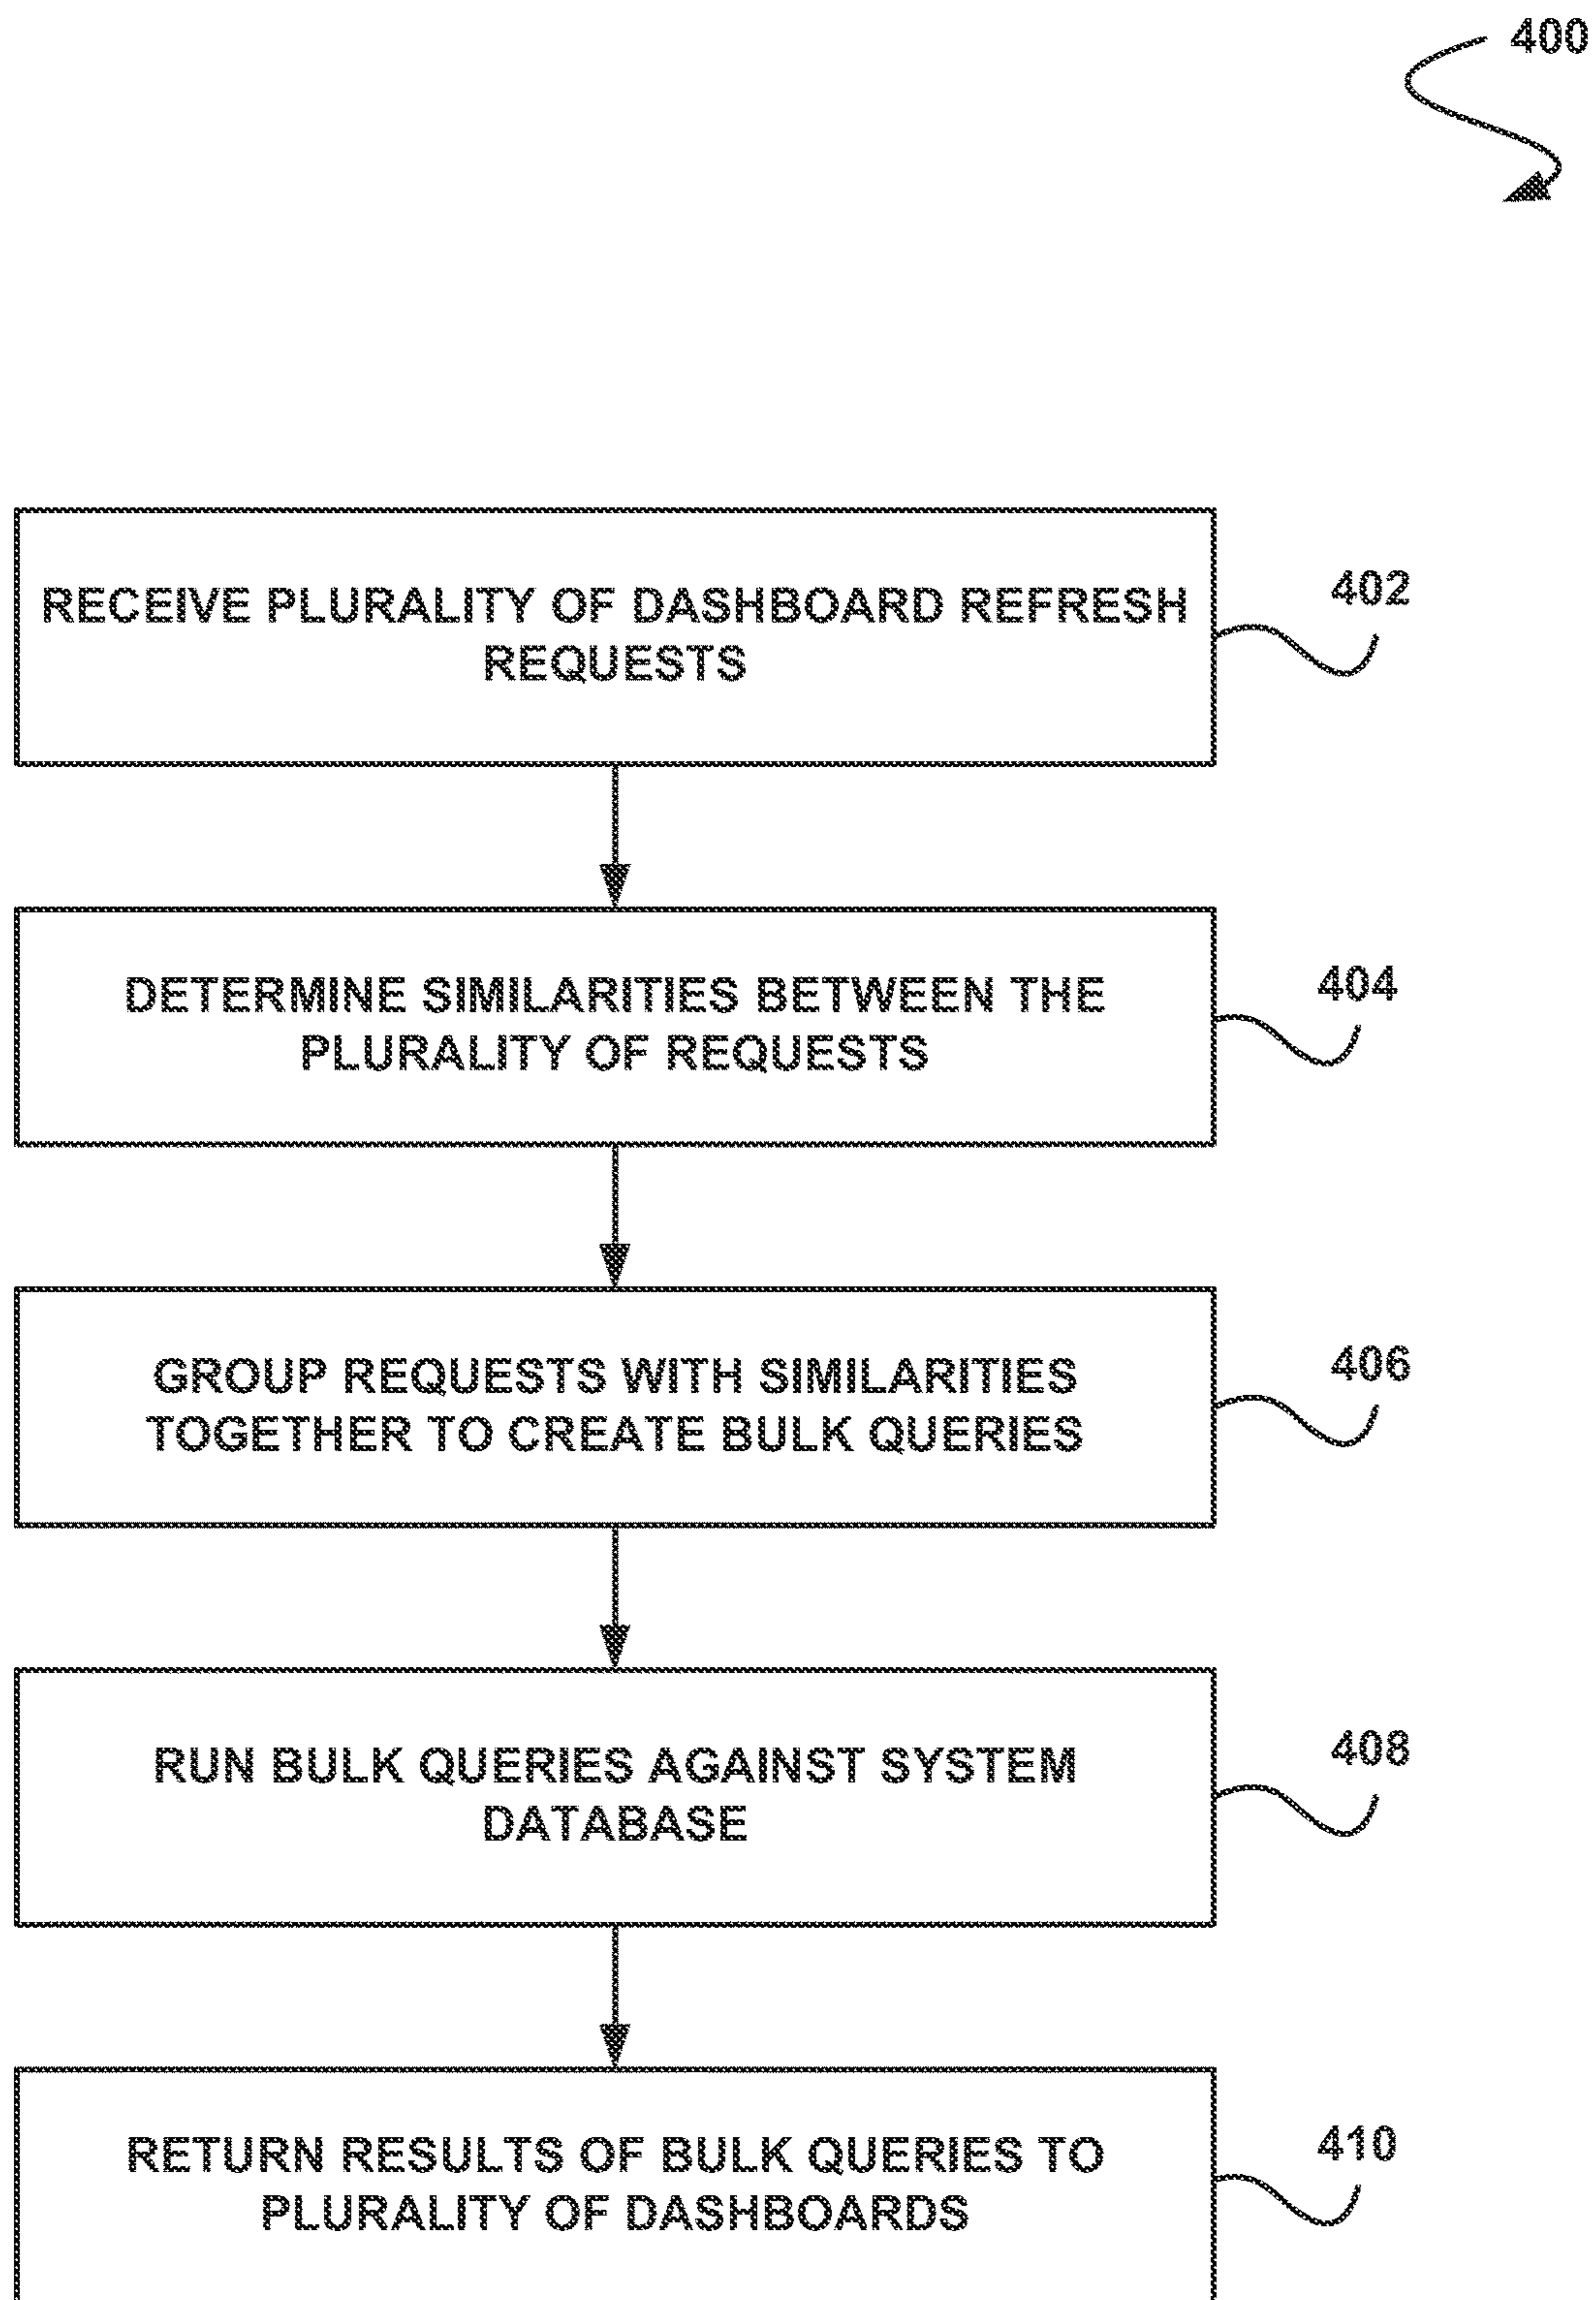 400
RECEIVE PLURALITY OF DASHBOARD REFRESH
REQUESTS
402
DETERMINE SIMILARITIES BETWEEN THE
PLURALITY OF REQUESTS
404
GROUP REQUESTS WITH SIMILARITIES
TOGETHER TO CREATE BULK QUERIES
406
RUN BULK QUERIES AGAINST SYSTEM
DATABASE
408
RETURN RESULTS OF BULK QUERIES TO
PLURALITY OF DASHBOARDS
410